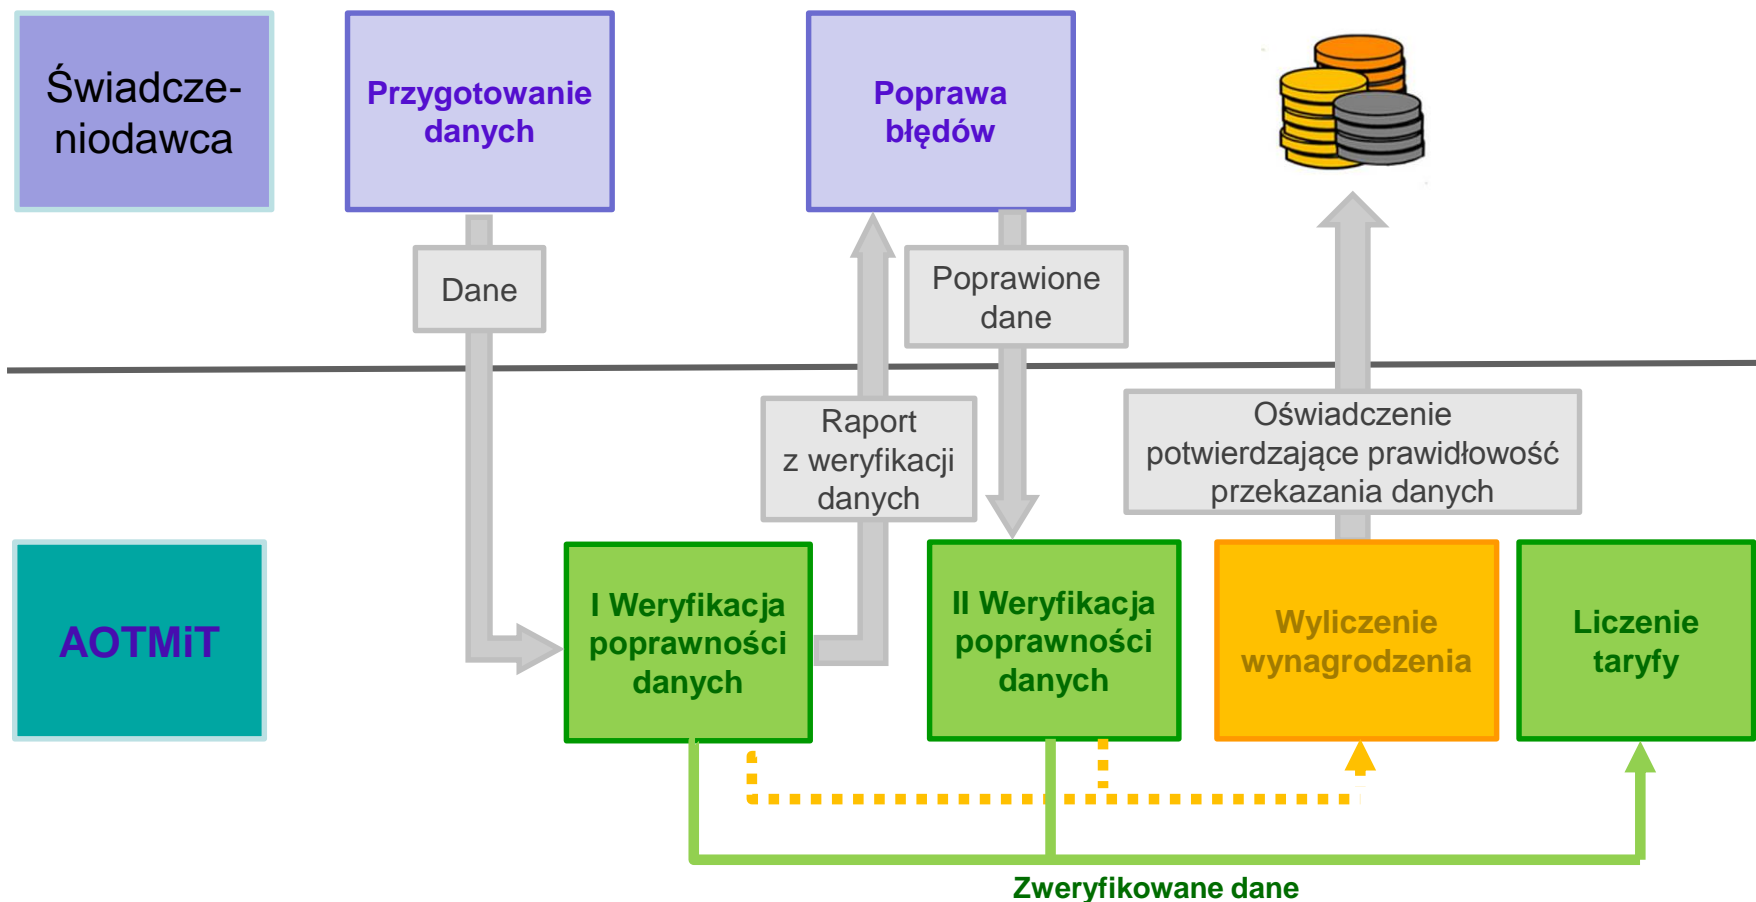 Świadcze-
niodawca
Przygotowanie
danych
Poprawa
błędów
Dane
Poprawione
dane
Raport
z weryfikacji
danych
Oświadczenie
potwierdzające prawidłowość
przekazania danych
AOTMiT
I Weryfikacja
poprawności
danych
II Weryfikacja
poprawności
danych
Wyliczenie
wynagrodzenia
Liczenie
taryfy
Zweryfikowane dane